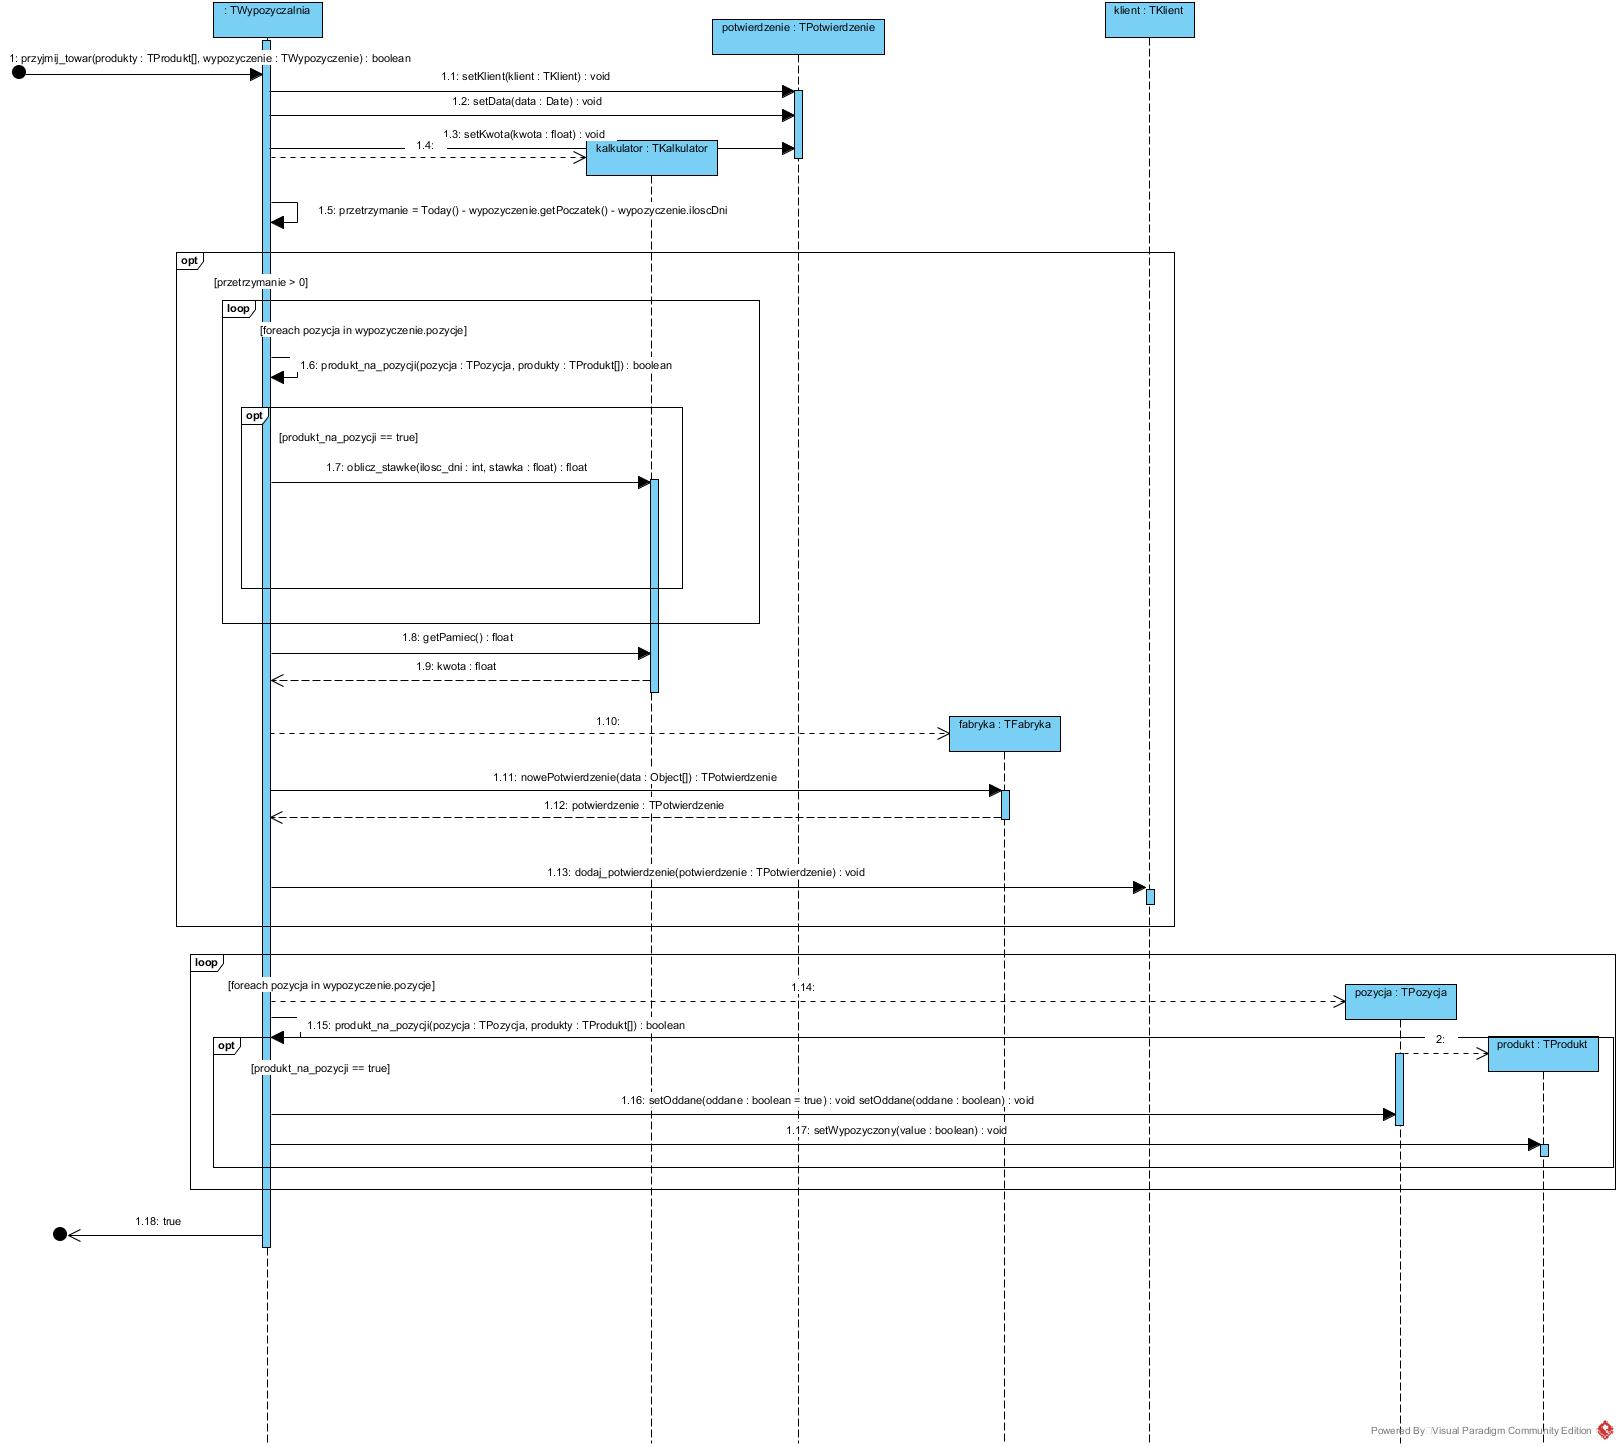 : TWypozyczalnia
potwierdzenie : TPotwierdzenie
klient : TKlient
1: przyjmij_towar(produkty : TProdukt[], wypozyczenie : TWypozyczenie) : boolean
1.1: setKlient(klient : TKlient) : void
1.2: setData(data : Date) : void
1.3: setKwota(kwota : float) : void
1.4:
kalkulator : TKalkulator
1.5: przetrzymanie = Today() - wypozyczenie.getPoczatek() - wypozyczenie.iloscDni
opt
[przetrzymanie > 0]
loop
[foreach pozycja in wypozyczenie.pozycje]
1.6: produkt_na_pozycji(pozycja : TPozycja, produkty : TProdukt[]) : boolean
opt
[produkt_na_pozycji == true]
1.7: oblicz_stawke(ilosc_dni : int, stawka : float) : float
1.8: getPamiec() : float
1.9: kwota : float
1.10:
fabryka : TFabryka
1.11: nowePotwierdzenie(data : Object[]) : TPotwierdzenie
1.12: potwierdzenie : TPotwierdzenie
1.13: dodaj_potwierdzenie(potwierdzenie : TPotwierdzenie) : void
loop
[foreach pozycja in wypozyczenie.pozycje]
1.14:
pozycja : TPozycja
1.15: produkt_na_pozycji(pozycja : TPozycja, produkty : TProdukt[]) : boolean
opt
2:
produkt : TProdukt
[produkt_na_pozycji == true]
1.16: setOddane(oddane : boolean = true) : void setOddane(oddane : boolean) : void
1.17: setWypozyczony(value : boolean) : void
1.18: true
Powered By Visual Paradigm Community Edition